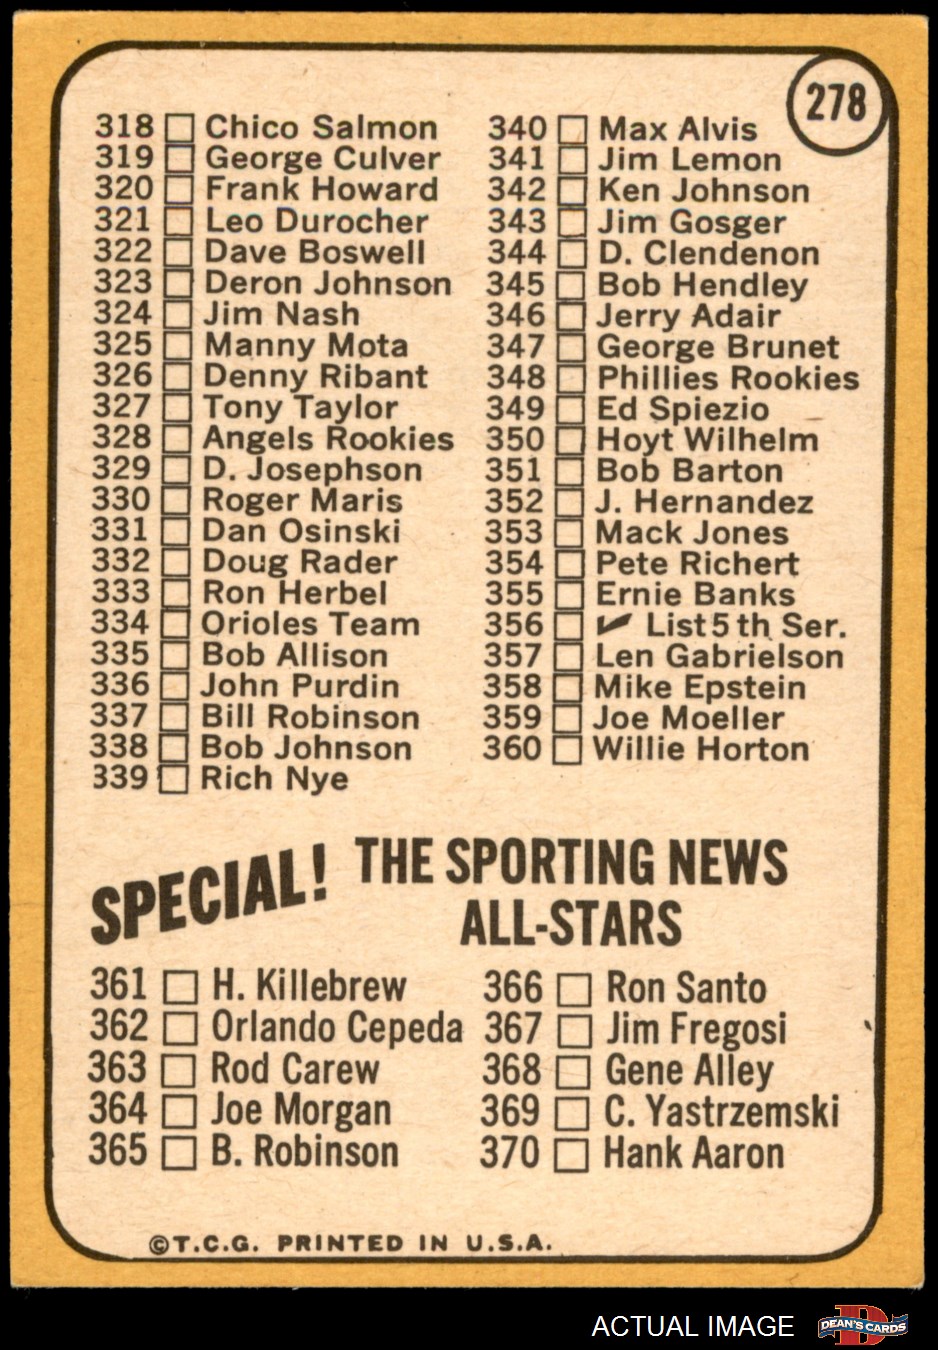 278
318 Chico Salmon
319 George Culver
320 Frank Howard
321 Leo Durocher
322 Dave Boswell
323 Deron Johnson
324 Jim Nash
325 Manny Mota
326 Denny Ribant
327 Tony Taylor
328 Angels Rookies
329 D. Josephson
330 Roger Maris
331 Dan Osinski
332 Doug Rader
333 Ron Herbel
334 Orioles Team
335 Bob Allison
336 John Purdin
337 Bill Robinson
338 Bob Johnson
339 Rich Nye
340 Max Alvis
341 Jim Lemon
342 Ken Johnson
343 Jim Gosger
344 D. Clendenon
345 Bob Hendley
346 Jerry Adair
347 George Brunet
348 Phillies Rookies
349 Ed Spiezio
350 Hoyt Wilhelm
351 Bob Barton
352 J. Hernandez
353 Mack Jones
354 Pete Richert
355 Ernie Banks
356 List 5th Ser.
357 Len Gabrielson
358 Mike Epstein
359 Joe Moeller
360 Willie Horton
SPECIAL! THE SPORTING NEWS
ALL-STARS
361 H. Killebrew
362 Orlando Cepeda
363 Rod Carew
364 Joe Morgan
365 B. Robinson
366 Ron Santo
367 Jim Fregosi
368 Gene Alley
369 C. Yastrzemski
370 Hank Aaron
©T.C.G. PRINTED IN U.S.A.
ACTUAL IMAGE
DEAN'S CARDS